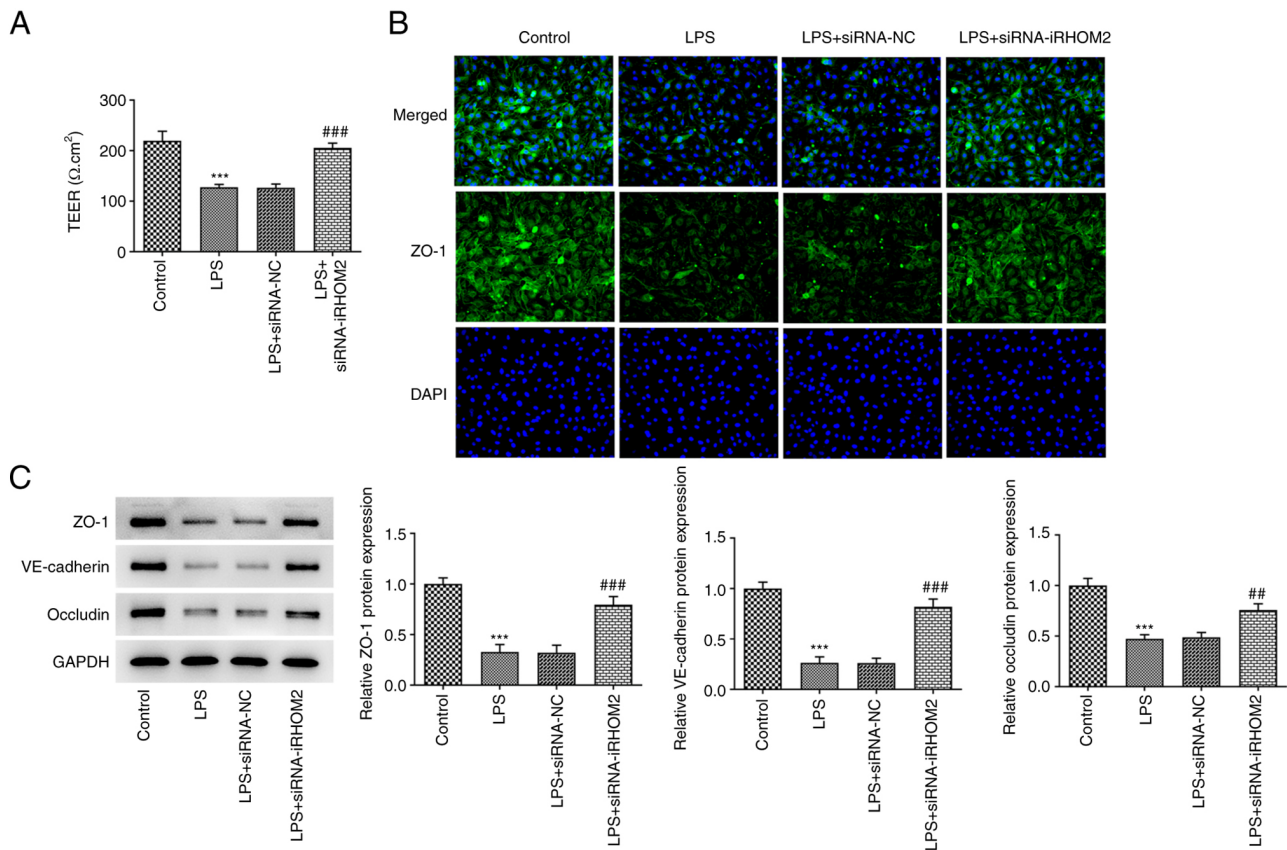 A
TEER (Ω.cm²)
300
200
100
0
***
###
Control
LPS
LPS+siRNA-NC
LPS+
siRNA-iRHOM2
B
Control
LPS
LPS+siRNA-NC
LPS+siRNA-iRHOM2
Merged
ZO-1
DAPI
C
ZO-1
VE-cadherin
Occludin
GAPDH
Control
LPS
LPS+siRNA-NC
LPS+siRNA-iRHOM2
Relative ZO-1 protein expression
1.5
1.0
0.5
0.0
***
###
Control
LPS
LPS+siRNA-NC
LPS+siRNA-iRHOM2
Relative VE-cadherin protein expression
1.5
1.0
0.5
0.0
***
###
Control
LPS
LPS+siRNA-NC
LPS+siRNA-iRHOM2
Relative occludin protein expression
1.5
1.0
0.5
0.0
***
##
Control
LPS
LPS+siRNA-NC
LPS+siRNA-iRHOM2